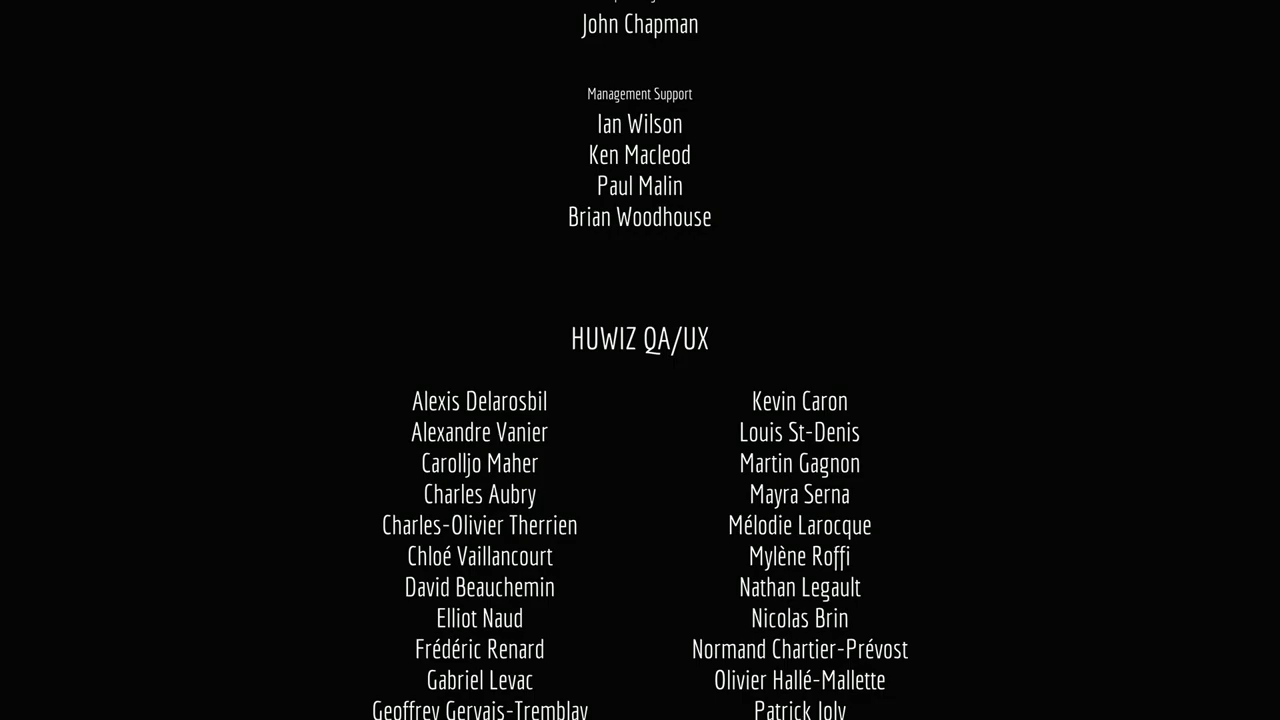 John Chapman
Management Support
Ian Wilson
Ken Macleod
Paul Malin
Brian Woodhouse
HUWIZ QA/UX
Alexis Delarosbil
Alexandre Vanier
Carolljo Maher
Charles Aubry
Charles-Olivier Therrien
Chloé Vaillancourt
David Beauchemin
Elliot Naud
Frédéric Renard
Gabriel Levac
Geoffrey Gervais-Tremblay
Kevin Caron
Louis St-Denis
Martin Gagnon
Mayra Serna
Mélodie Larocque
Mylène Roffi
Nathan Legault
Nicolas Brin
Normand Chartier-Prévost
Olivier Hallé-Mallette
Patrick Joly